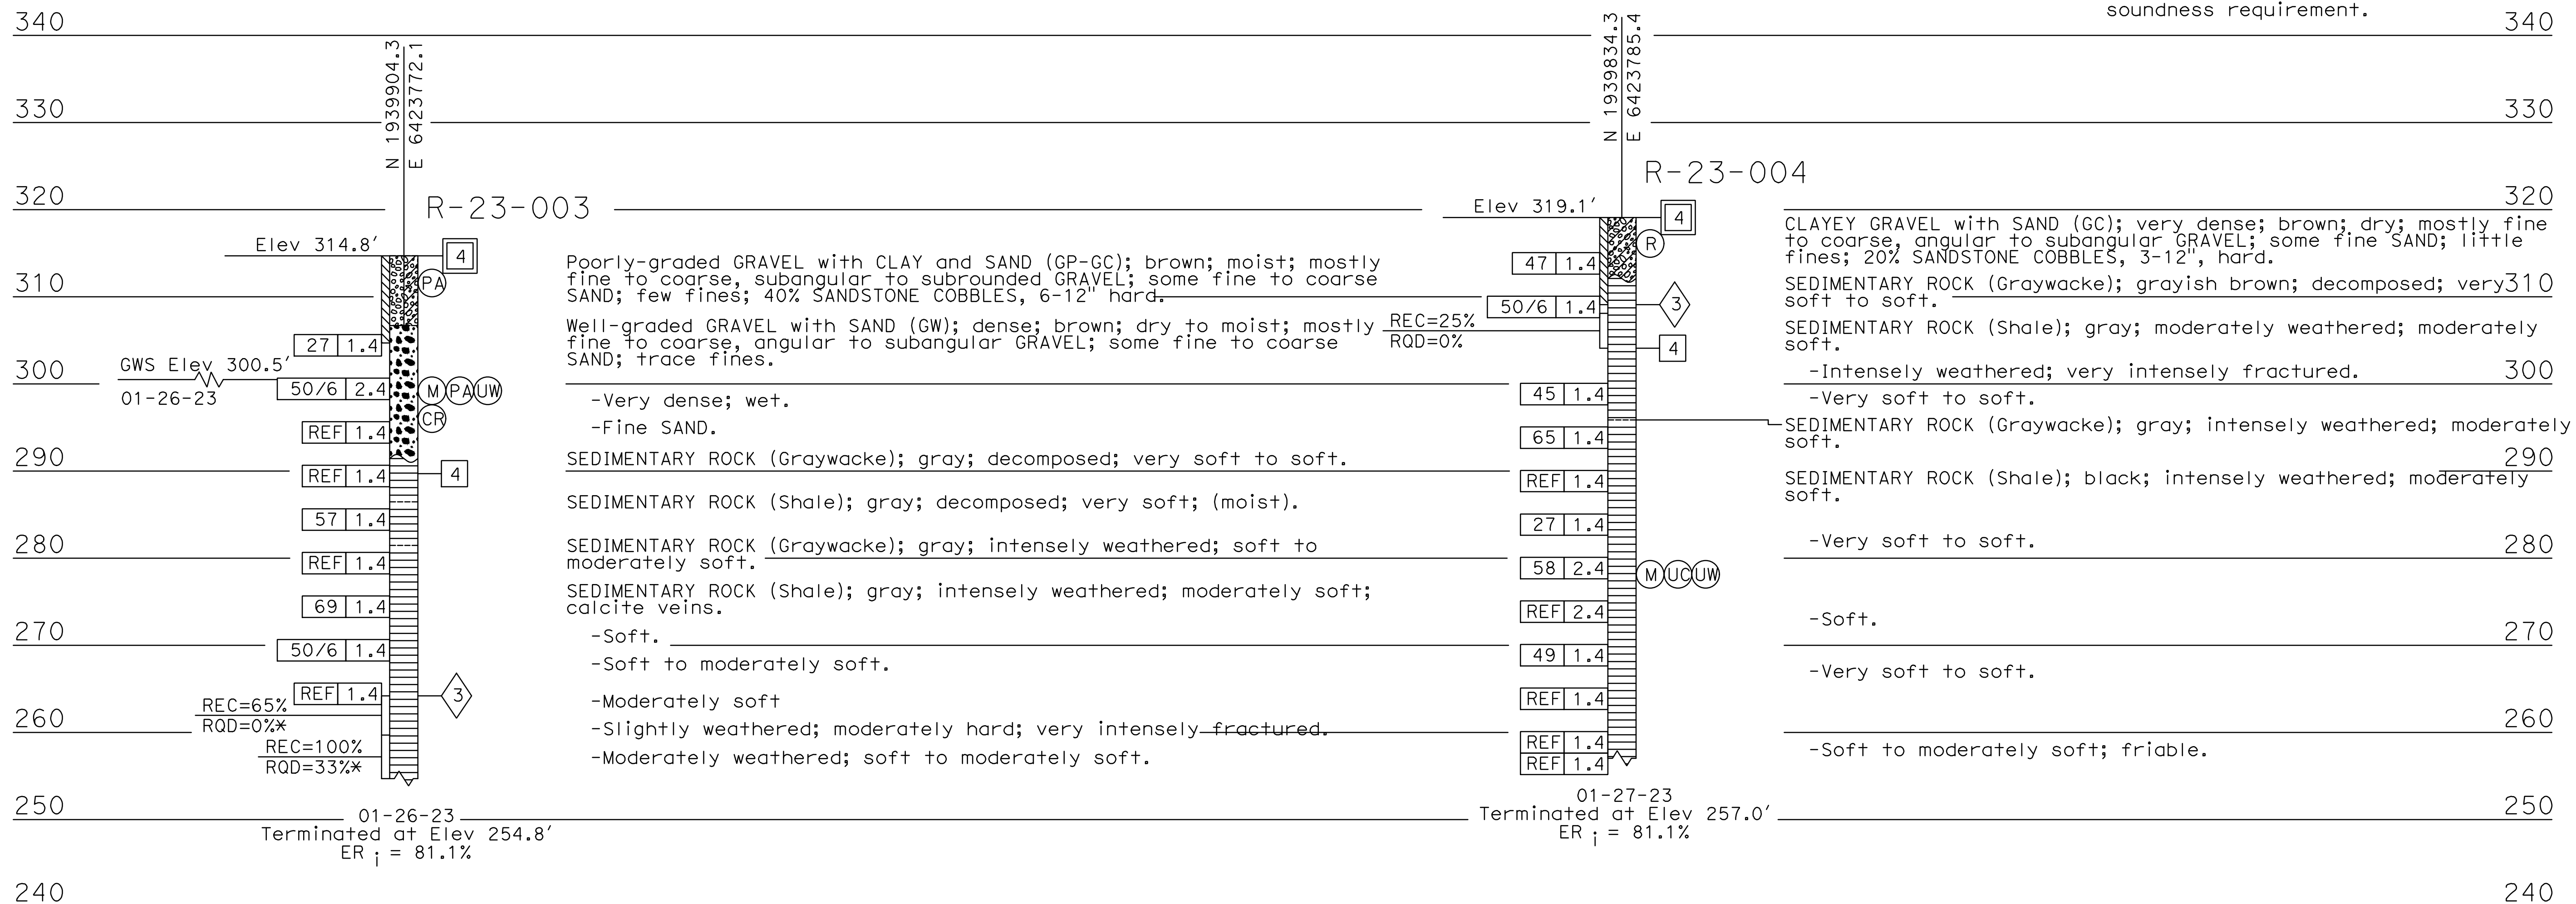 soundness requirement.
340
340
330
330
320
320
310
310
300
300
290
290
280
280
270
270
260
260
250
250
240
240
N 1939904.3
E 6423772.1
R-23-003
Elev 314.8'
4
PA
27 1.4
GWS Elev 300.5'
01-26-23
50/6 2.4
M PA UW
CR
REF 1.4
REF 1.4
4
57 1.4
REF 1.4
69 1.4
50/6 1.4
REF 1.4
3
REC=65%
RQD=0%*
REC=100%
RQD=33%*
Poorly-graded GRAVEL with CLAY and SAND (GP-GC); brown; moist; mostly
fine to coarse, subangular to subrounded GRAVEL; some fine to coarse
SAND; few fines; 40% SANDSTONE COBBLES, 6-12" hard.
Well-graded GRAVEL with SAND (GW); dense; brown; dry to moist; mostly
fine to coarse, angular to subangular GRAVEL; some fine to coarse
SAND; trace fines.
-Very dense; wet.
-Fine SAND.
SEDIMENTARY ROCK (Graywacke); gray; decomposed; very soft to soft.
SEDIMENTARY ROCK (Shale); gray; decomposed; very soft; (moist).
SEDIMENTARY ROCK (Graywacke); gray; intensely weathered; soft to
moderately soft.
SEDIMENTARY ROCK (Shale); gray; intensely weathered; moderately soft;
calcite veins.
-Soft.
-Soft to moderately soft.
-Moderately soft
-Slightly weathered; moderately hard; very intensely fractured.
-Moderately weathered; soft to moderately soft.
01-26-23
Terminated at Elev 254.8'
ER i = 81.1%
N 1939834.3
E 6423785.4
R-23-004
Elev 319.1'
4
R
47 1.4
50/6 1.4
3
REC=25%
RQD=0%
4
45 1.4
65 1.4
REF 1.4
27 1.4
58 2.4
M UC UW
REF 2.4
49 1.4
REF 1.4
REF 1.4
REF 1.4
CLAYEY GRAVEL with SAND (GC); very dense; brown; dry; mostly fine
to coarse, angular to subangular GRAVEL; some fine SAND; little
fines; 20% SANDSTONE COBBLES, 3-12", hard.
SEDIMENTARY ROCK (Graywacke); grayish brown; decomposed; very
soft to soft.
SEDIMENTARY ROCK (Shale); gray; moderately weathered; moderately
soft.
-Intensely weathered; very intensely fractured.
-Very soft to soft.
SEDIMENTARY ROCK (Graywacke); gray; intensely weathered; moderately
soft.
SEDIMENTARY ROCK (Shale); black; intensely weathered; moderately
soft.
-Very soft to soft.
-Soft.
-Very soft to soft.
-Soft to moderately soft; friable.
01-27-23
Terminated at Elev 257.0'
ER i = 81.1%